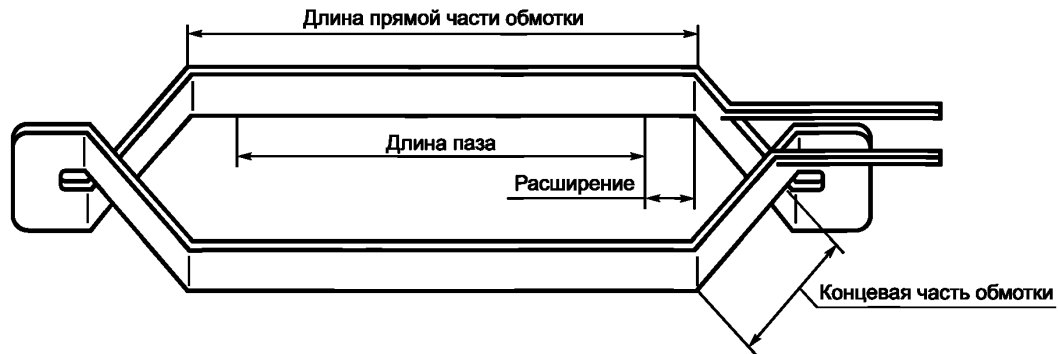 Длина прямой части обмотки
Длина паза
Расширение
Концевая часть обмотки